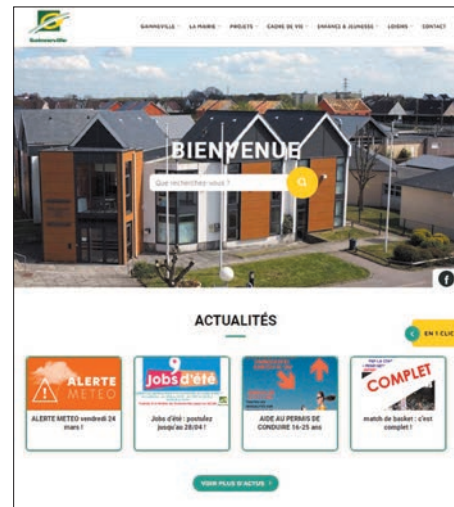 Gainneville
GAINNEVILLE LA MAIRIE PROJETS CADRE DE VIE ENFANCE & JEUNESSE LOISIRS CONTACT
BIENVENUE
Que recherchez-vous ?
ACTUALITÉS
EN 1 CLIC
ALERTE
METEO
ALERTE METEO vendredi 24
mars !
Jobs d'été
Jobs d'été : postulez
jusqu'au 28/04 !
AIDE AU PERMIS DE
CONDUIRE 16-25 ans
COMPLET
match de basket : c'est
complet !
VOIR PLUS D'ACTUS